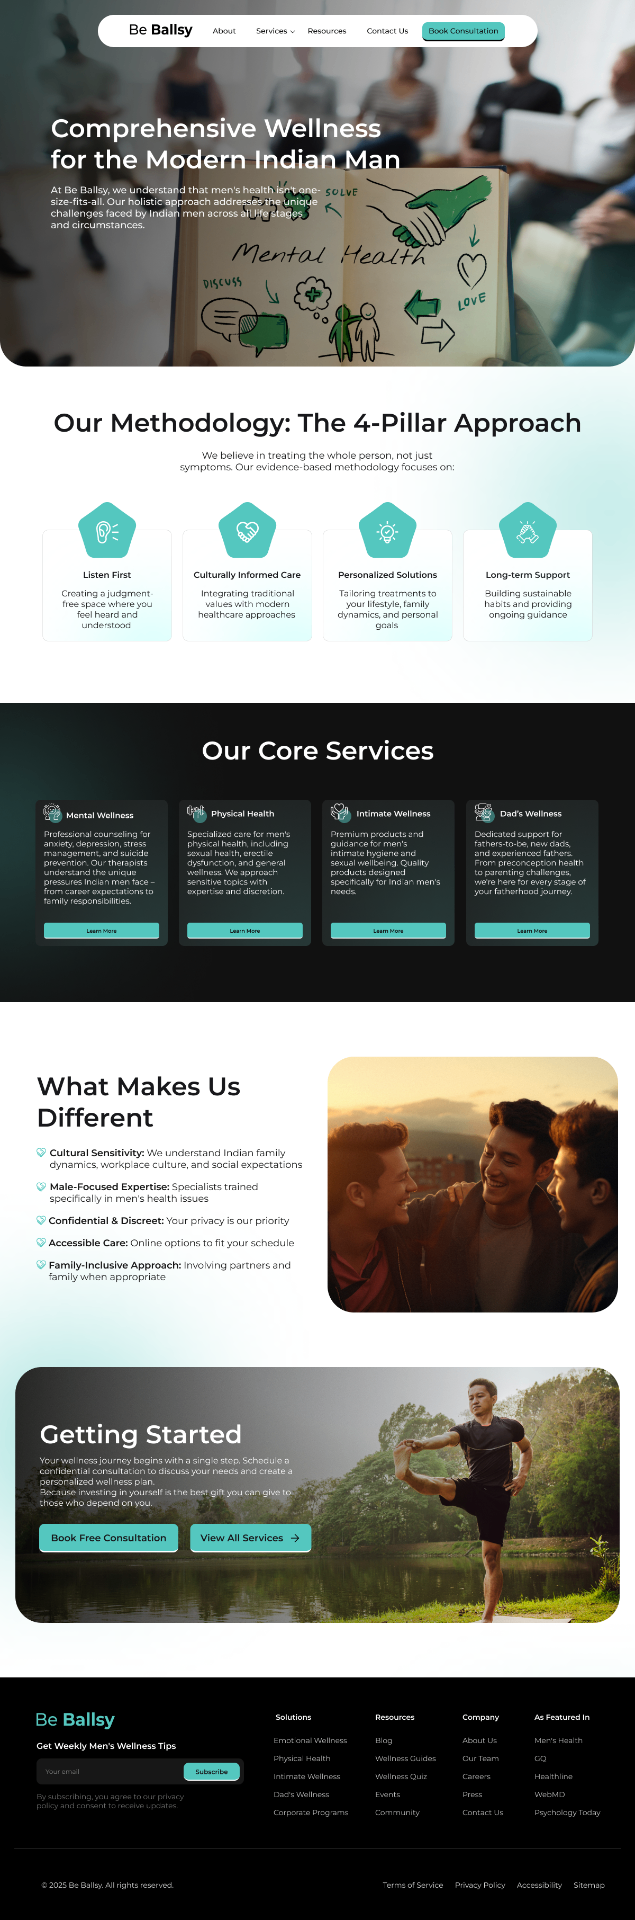 Be Ballsy
About
Services
Resources
Contact Us
Book Consultation
Comprehensive Wellness
for the Modern Indian Man
At Be Ballsy, we understand that men's health isn't one-
size-fits-all. Our holistic approach addresses the unique
challenges faced by Indian men across all life stages
and circumstances.
SOLVE
Mental Health
DISCUSS
LOVE
Our Methodology: The 4-Pillar Approach
We believe in treating the whole person, not just
symptoms. Our evidence-based methodology focuses on:
Listen First
Creating a judgment-
free space where you
feel heard and
understood
Culturally Informed Care
Integrating traditional
values with modern
healthcare approaches
Personalized Solutions
Tailoring treatments to
your lifestyle, family
dynamics, and personal
goals
Long-term Support
Building sustainable
habits and providing
ongoing guidance
Our Core Services
Mental Wellness
Professional counseling for
anxiety, depression, stress
management, and suicide
prevention. Our therapists
understand the unique
pressures Indian men face –
from career expectations to
family responsibilities.
Learn More
Physical Health
Specialized care for men's
physical health, including
sexual health, erectile
dysfunction, and general
wellness. We approach
sensitive topics with
expertise and discretion.
Learn More
Intimate Wellness
Premium products and
guidance for men's
intimate hygiene and
sexual wellbeing. Quality
products designed
specifically for Indian men's
needs.
Learn More
Dad's Wellness
Dedicated support for
fathers-to-be, new dads,
and experienced fathers.
From preconception health
to parenting challenges,
we're here for every stage of
your fatherhood journey.
Learn More
What Makes Us
Different
Cultural Sensitivity: We understand Indian family
dynamics, workplace culture, and social expectations
Male-Focused Expertise: Specialists trained
specifically in men's health issues
Confidential & Discreet: Your privacy is our priority
Accessible Care: Online options to fit your schedule
Family-Inclusive Approach: Involving partners and
family when appropriate
Getting Started
Your wellness journey begins with a single step. Schedule a
confidential consultation to discuss your needs and create a
personalized wellness plan.
Because investing in yourself is the best gift you can give to
those who depend on you.
Book Free Consultation
View All Services
Be Ballsy
Get Weekly Men's Wellness Tips
Your email
Subscribe
By subscribing, you agree to our privacy
policy and consent to receive updates.
Solutions
Emotional Wellness
Physical Health
Intimate Wellness
Dad's Wellness
Corporate Programs
Resources
Blog
Wellness Guides
Wellness Quiz
Events
Community
Company
About Us
Our Team
Careers
Press
Contact Us
As Featured In
Men's Health
GQ
Healthline
WebMD
Psychology Today
© 2025 Be Ballsy. All rights reserved.
Terms of Service
Privacy Policy
Accessibility
Sitemap